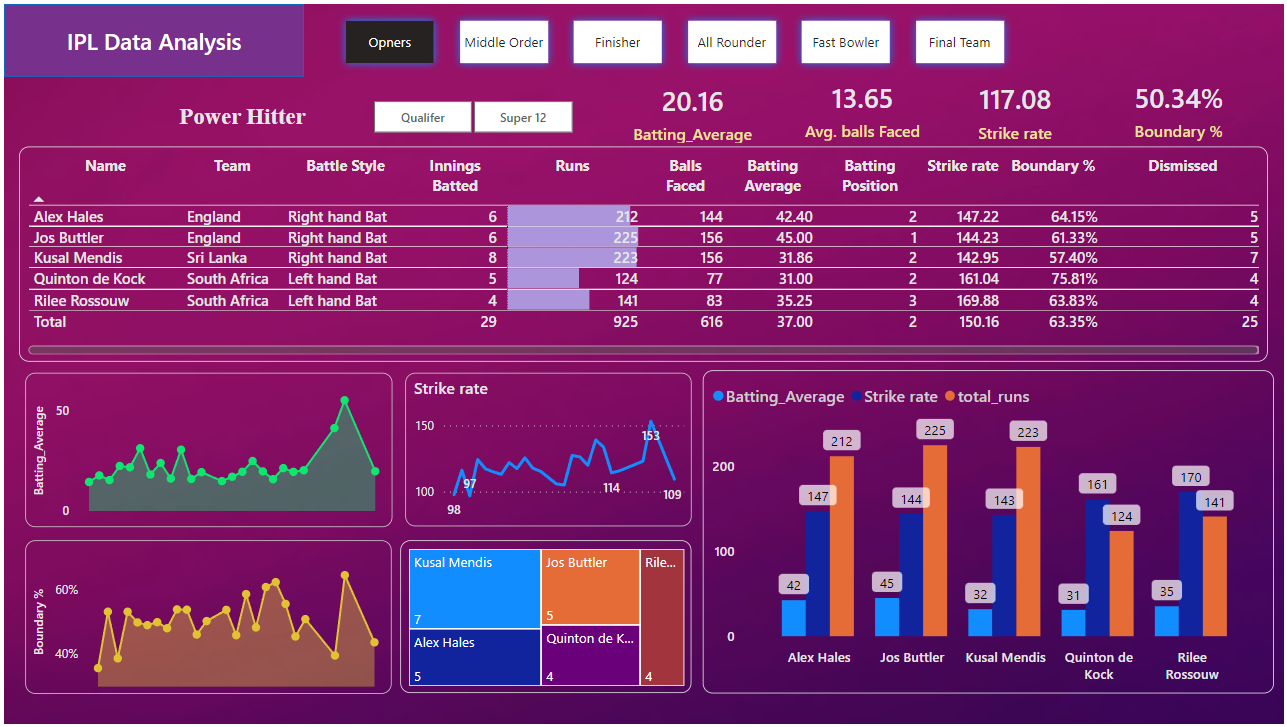 IPL Data Analysis
Opners
Middle Order
Finisher
All Rounder
Fast Bowler
Final Team
Power Hitter
Qualifer
Super 12
20.16
Batting_Average
13.65
Avg. balls Faced
117.08
Strike rate
50.34%
Boundary %
Name Team Battle Style Innings Batted Runs Balls Faced Batting Average Batting Position Strike rate Boundary % Dismissed
Alex Hales England Right hand Bat 6 212 144 42.40 2 147.22 64.15% 5
Jos Buttler England Right hand Bat 6 225 156 45.00 1 144.23 61.33% 5
Kusal Mendis Sri Lanka Right hand Bat 8 223 156 31.86 2 142.95 57.40% 7
Quinton de Kock South Africa Left hand Bat 5 124 77 31.00 2 161.04 75.81% 4
Rilee Rossouw South Africa Left hand Bat 4 141 83 35.25 3 169.88 63.83% 4
Total 29 925 616 37.00 2 150.16 63.35% 25
Batting_Average
50
0
Strike rate
150
100
98
97
114
153
109
Batting_Average Strike rate total_runs
200
100
0
42 147 212
45 144 225
32 143 223
31 161 124
35 170 141
Alex Hales
Jos Buttler
Kusal Mendis
Quinton de
Kock
Rilee
Rossouw
Boundary %
60%
40%
Kusal Mendis
7
Alex Hales
5
Jos Buttler
5
Quinton de K...
4
Rile...
4